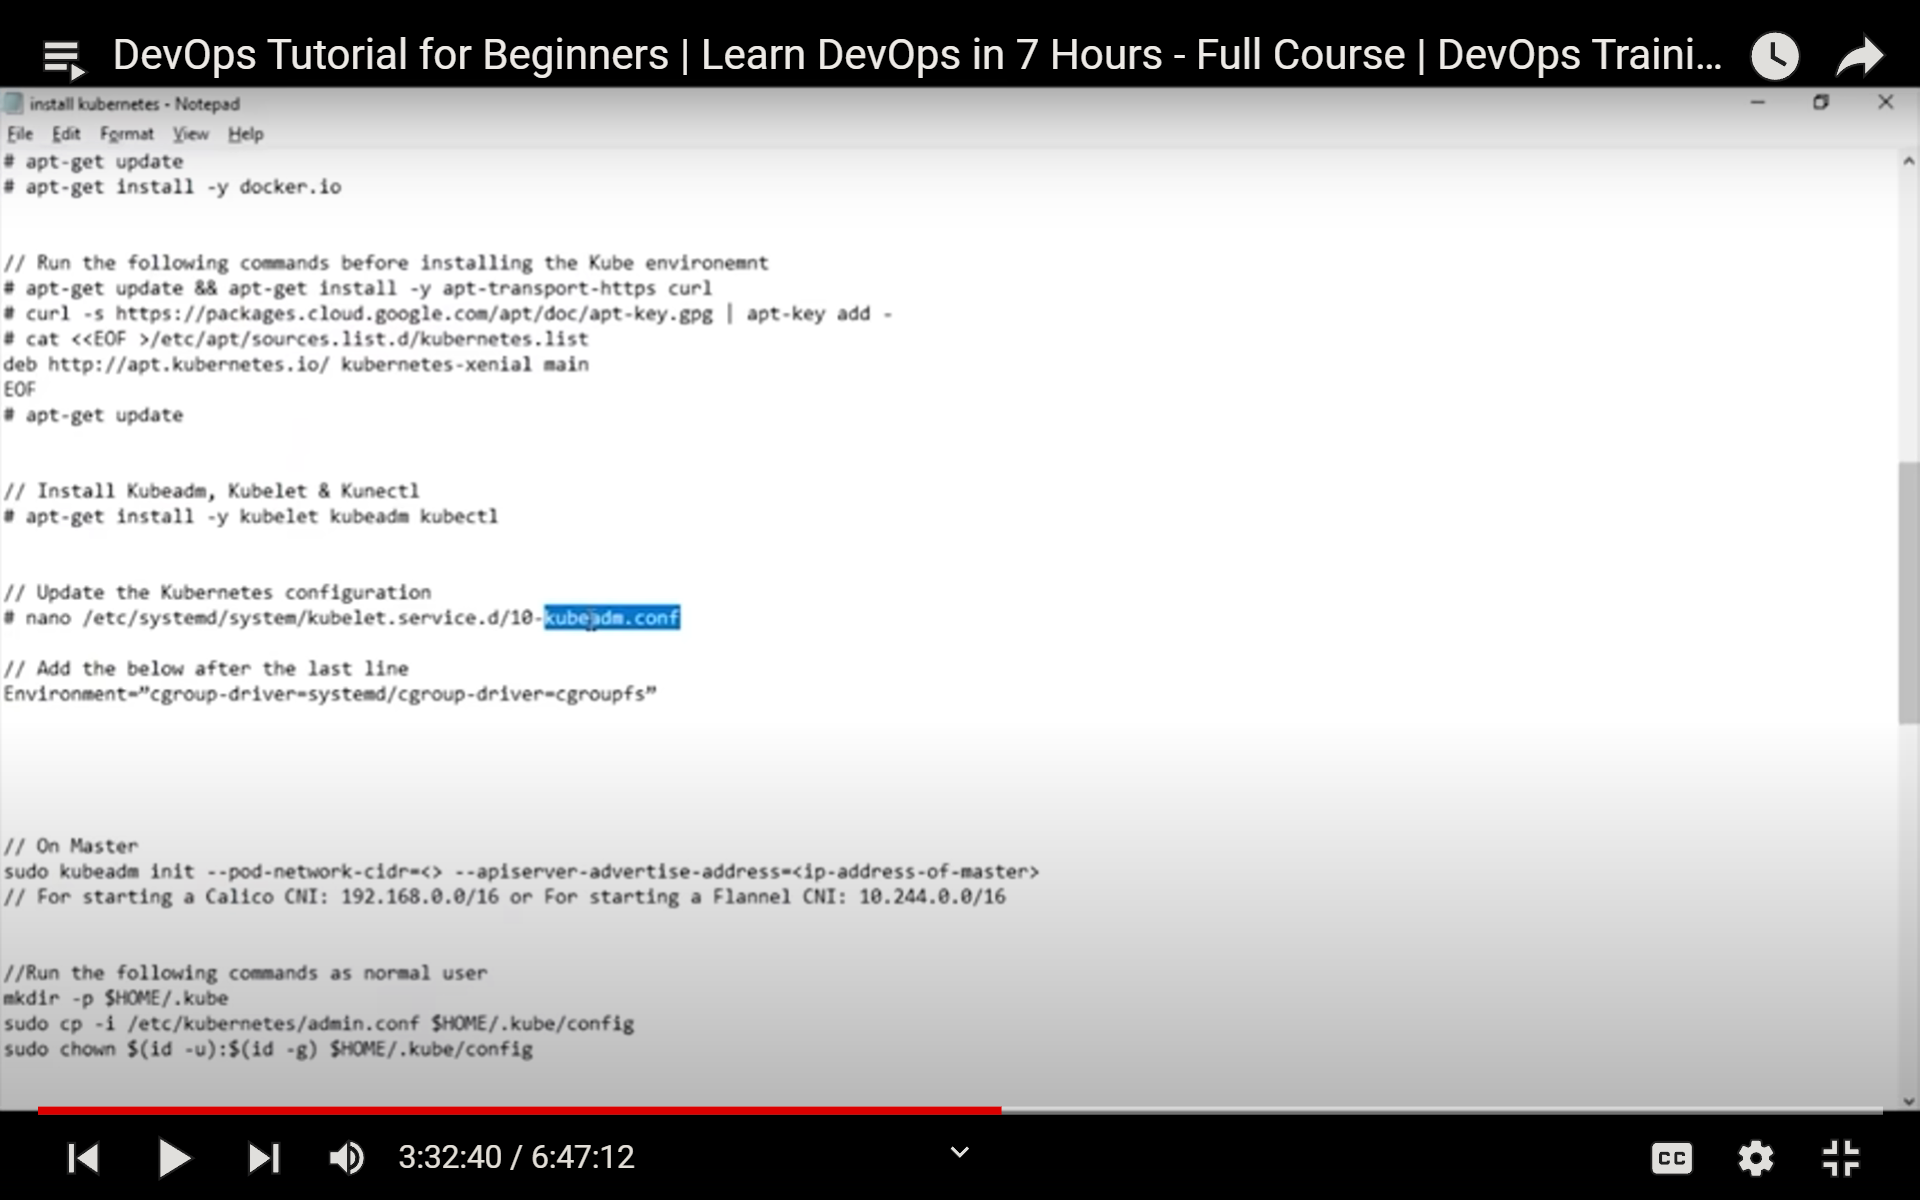 DevOps Tutorial for Beginners | Learn DevOps in 7 Hours - Full Course | DevOps Traini...
install kubernetes - Notepad
File Edit Format View Help
# apt-get update
# apt-get install -y docker.io
// Run the following commands before installing the Kube environemnt
# apt-get update && apt-get install -y apt-transport-https curl
# curl -s https://packages.cloud.google.com/apt/doc/apt-key.gpg | apt-key add -
# cat <<EOF >/etc/apt/sources.list.d/kubernetes.list
deb http://apt.kubernetes.io/ kubernetes-xenial main
EOF
# apt-get update
// Install Kubeadm, Kubelet & Kunectl
# apt-get install -y kubelet kubeadm kubectl
// Update the Kubernetes configuration
# nano /etc/systemd/system/kubelet.service.d/10-kubeadm.conf
// Add the below after the last line
Environment=”cgroup-driver=systemd/cgroup-driver=cgroupfs”
// On Master
sudo kubeadm init --pod-network-cidr=<> --apiserver-advertise-address=<ip-address-of-master>
// For starting a Calico CNI: 192.168.0.0/16 or For starting a Flannel CNI: 10.244.0.0/16
//Run the following commands as normal user
mkdir -p $HOME/.kube
sudo cp -i /etc/kubernetes/admin.conf $HOME/.kube/config
sudo chown $(id -u):$(id -g) $HOME/.kube/config
3:32:40 / 6:47:12
CC